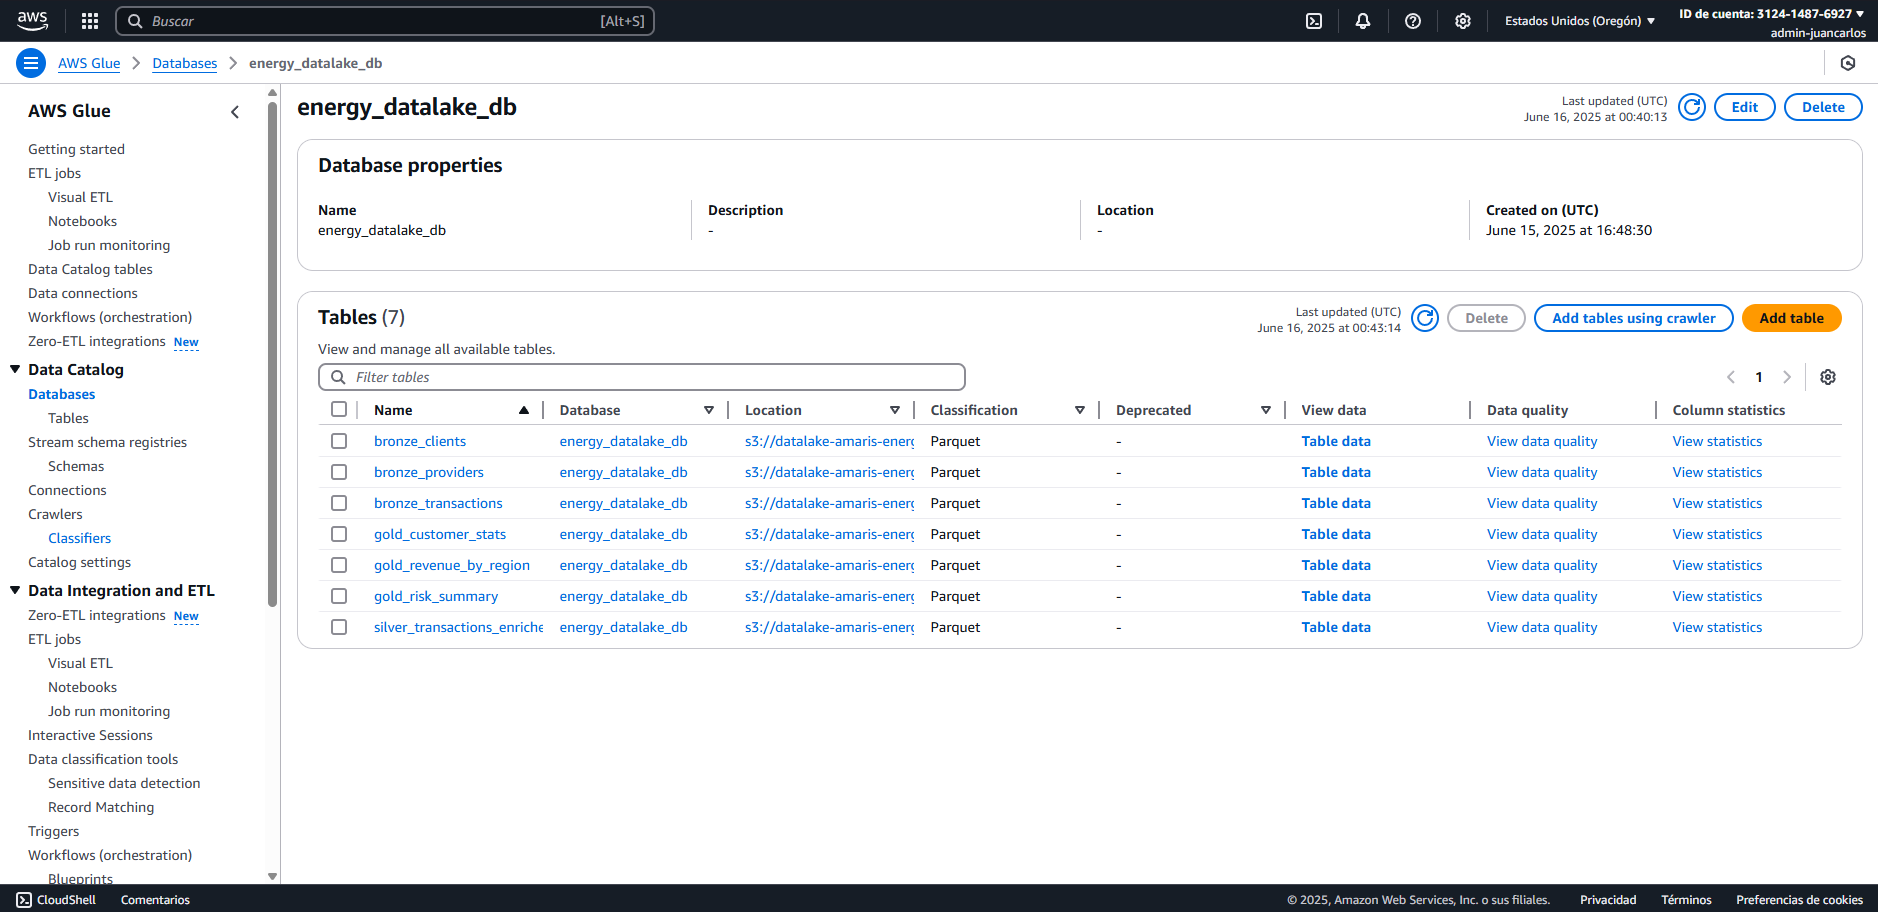 aws
Buscar [Alt+S]
Estados Unidos (Oregón)
ID de cuenta: 3124-1487-6927
admin-juancarlos
AWS Glue Databases energy_datalake_db
AWS Glue
Getting started
ETL jobs
Visual ETL
Notebooks
Job run monitoring
Data Catalog tables
Data connections
Workflows (orchestration)
Zero-ETL integrations New
Data Catalog
Databases
Tables
Stream schema registries
Schemas
Connections
Crawlers
Classifiers
Catalog settings
Data Integration and ETL
Zero-ETL integrations New
ETL jobs
Visual ETL
Notebooks
Job run monitoring
Interactive Sessions
Data classification tools
Sensitive data detection
Record Matching
Triggers
Workflows (orchestration)
Blueprints
energy_datalake_db
Last updated (UTC)
June 16, 2025 at 00:40:13
Edit Delete
Database properties
Name Description Location Created on (UTC)
energy_datalake_db - - June 15, 2025 at 16:48:30
Tables (7)
Last updated (UTC)
June 16, 2025 at 00:43:14
Delete Add tables using crawler Add table
View and manage all available tables.
Filter tables
1
Name Database Location Classification Deprecated View data Data quality Column statistics
bronze_clients energy_datalake_db s3://datalake-amaris-energ Parquet - Table data View data quality View statistics
bronze_providers energy_datalake_db s3://datalake-amaris-energ Parquet - Table data View data quality View statistics
bronze_transactions energy_datalake_db s3://datalake-amaris-energ Parquet - Table data View data quality View statistics
gold_customer_stats energy_datalake_db s3://datalake-amaris-energ Parquet - Table data View data quality View statistics
gold_revenue_by_region energy_datalake_db s3://datalake-amaris-energ Parquet - Table data View data quality View statistics
gold_risk_summary energy_datalake_db s3://datalake-amaris-energ Parquet - Table data View data quality View statistics
silver_transactions_enriche energy_datalake_db s3://datalake-amaris-energ Parquet - Table data View data quality View statistics
CloudShell Comentarios © 2025, Amazon Web Services, Inc. o sus filiales. Privacidad Términos Preferencias de cookies